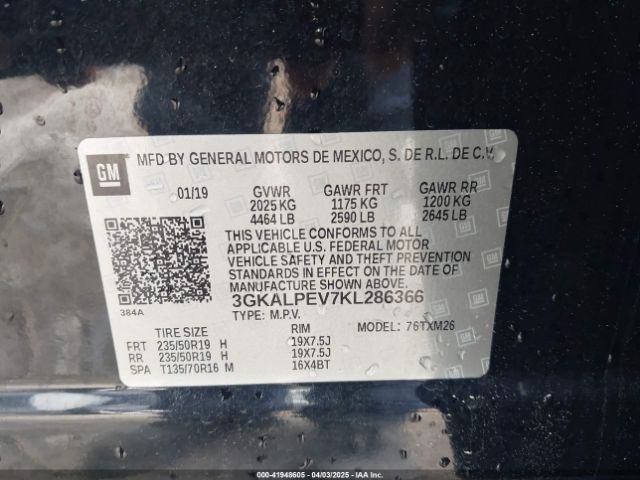 GM
MFD BY GENERAL MOTORS DE MEXICO, S. DE R.L. DE C.V.
01/19 GVWR GAWR FRT GAWR RR
2025 KG 1175 KG 1200 KG
4464 LB 2590 LB 2645 LB
THIS VEHICLE CONFORMS TO ALL
APPLICABLE U.S. FEDERAL MOTOR
VEHICLE SAFETY AND THEFT PREVENTION
STANDARDS IN EFFECT ON THE DATE OF
MANUFACTURE SHOWN ABOVE.
3GKALPEV7KL286366
384A TYPE: M.P.V.
TIRE SIZE RIM MODEL: 76TXM26
FRT 235/50R19 H 19X7.5J
RR 235/50R19 H 19X7.5J
SPA T135/70R16 M 16X4BT
000-41948605 - 04/03/2025 - IAAI.COM